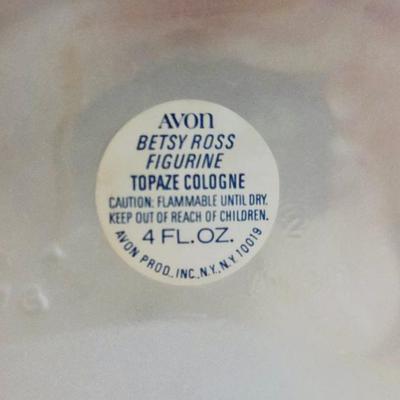 AVON
BETSY ROSS
FIGURINE
TOPAZE COLOGNE
CAUTION: FLAMMABLE UNTIL DRY.
KEEP OUT OF REACH OF CHILDREN.
4 FL.OZ.
AVON PROD., INC., N.Y., N.Y. 10019